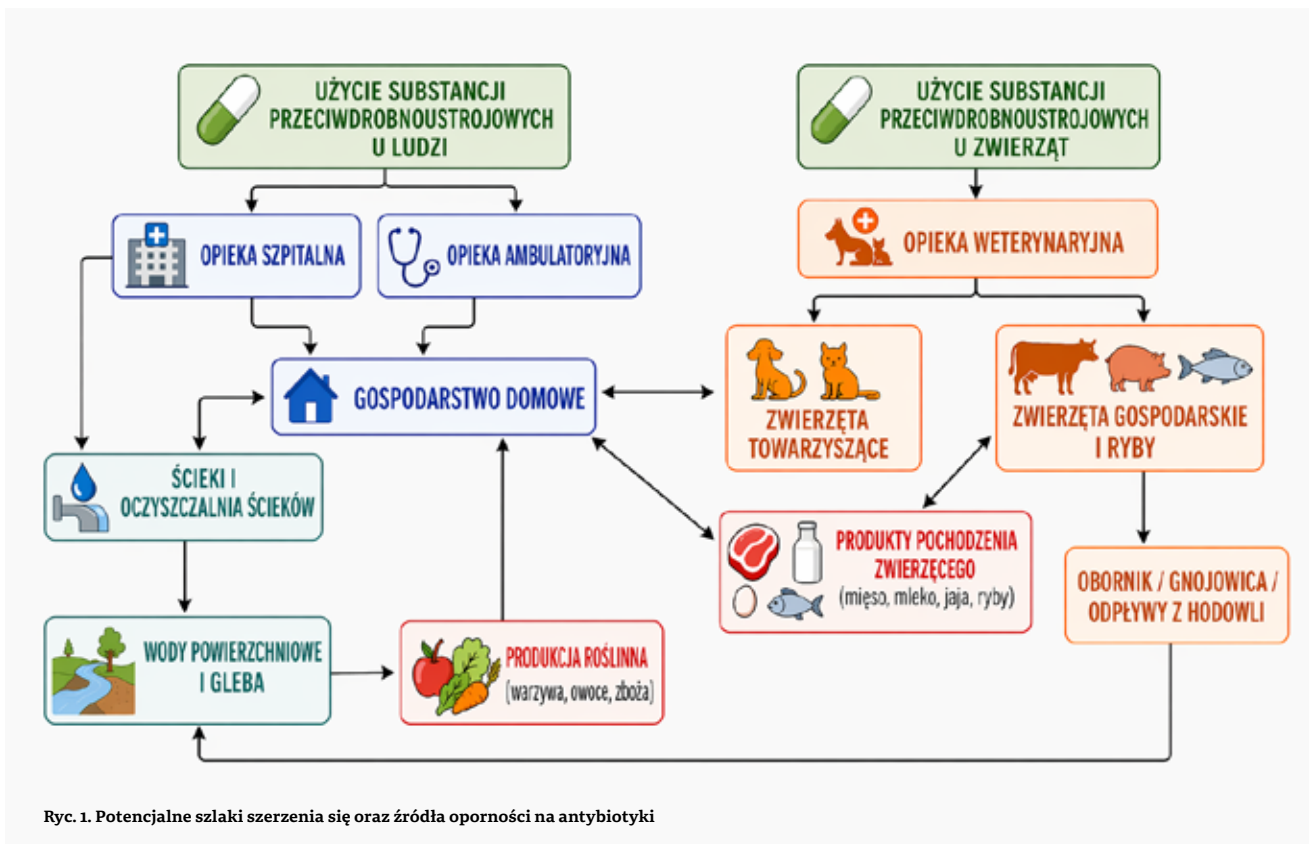 UŻYCIE SUBSTANCJI
PRZECIWDROBNOUSTROJOWYCH
U LUDZI
UŻYCIE SUBSTANCJI
PRZECIWDROBNOUSTROJOWYCH
U ZWIERZĄT
OPIEKA SZPITALNA
OPIEKA AMBULATORYJNA
OPIEKA WETERYNARYJNA
GOSPODARSTWO DOMOWE
ZWIERZĘTA
TOWARZYSZĄCE
ZWIERZĘTA GOSPODARSKIE
I RYBY
ŚCIEKI I
OCZYSZCZALNIA ŚCIEKÓW
PRODUKTY POCHODZENIA
ZWIERZĘCEGO
(mięso, mleko, jaja, ryby)
OBORNIK / GNOJOWICA /
ODPŁYWY Z HODOWLI
WODY POWIERZCHNIOWE
I GLEBA
PRODUKCJA ROŚLINNA
(warzywa, owoce, zboża)
Ryc. 1. Potencjalne szlaki szerzenia się oraz źródła oporności na antybiotyki